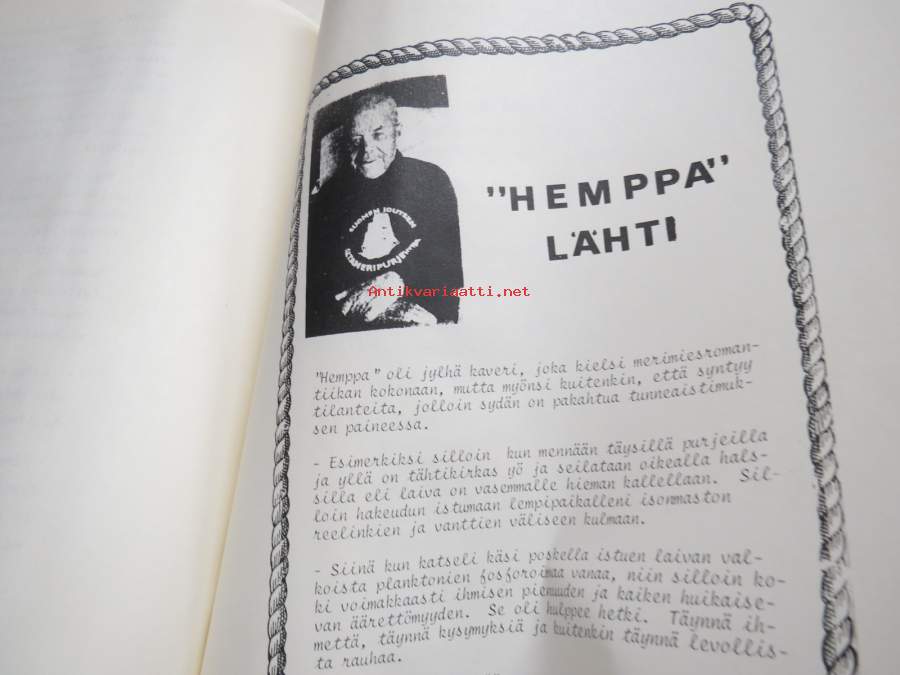 "HEMPPA"
LÄHTI
SUOMEN JOUTSEN
Antikvariaatti.net
"Hemppa" oli jylhä kaveri, joka kielsi merimiesroman-
tiikan kokonaan, mutta myönsi kuitenkin, että syntyy
tilanteita, jolloin sydän on pakahtua tunneaistimuk-
sen paineessa.
- Esimerkiksi silloin kun mennään täysillä purjeilla
ja yllä on tähtikirkas yö ja seilataan oikealla hals-
silla eli laiva on vasemmalle hieman kallellaan. Sil-
loin hakeudun istumaan lempipaikalleni isonmaston
reelinkien ja vanttien väliseen kulmaan.
- Siinä kun katseli käsi poskella istuen laivan val-
koista planktonien fosforoimaa vanaa, niin silloin ko-
ki voimakkaasti ihmisen pienuuden ja kaiken huikaise-
van äärettömyyden. Se oli hulppee hetki. Täynnä ih-
mettä, täynnä kysymyksiä ja kuitenkin täynnä levollis-
ta rauhaa.